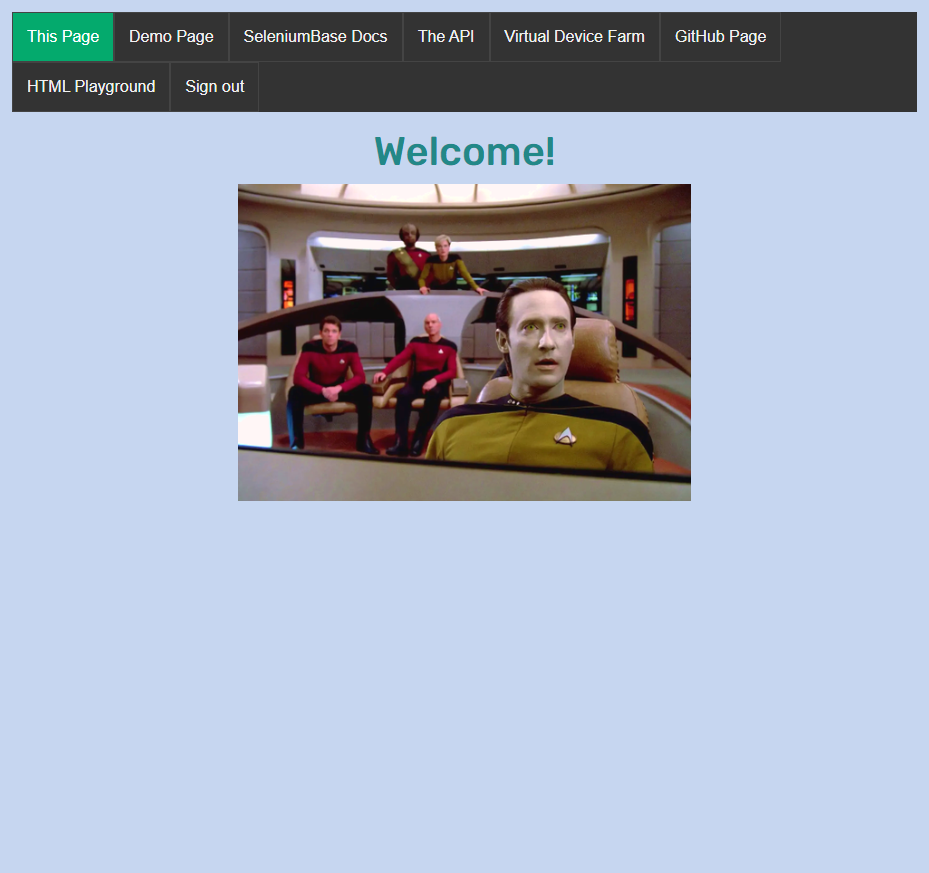 This Page Demo Page SeleniumBase Docs The API Virtual Device Farm GitHub Page
HTML Playground Sign out
Welcome!